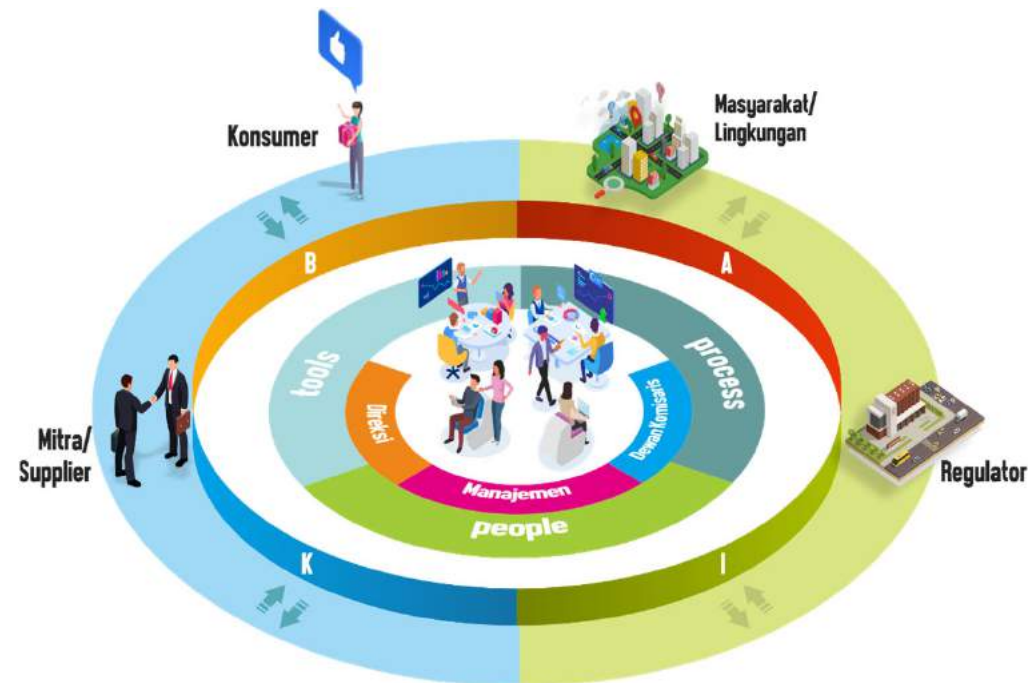 Konsumer
Masyarakat/
Lingkungan
B
A
tools
process
Direksi
Dewan Komisaris
Mitra/
Supplier
Regulator
Manajemen
people
K
I